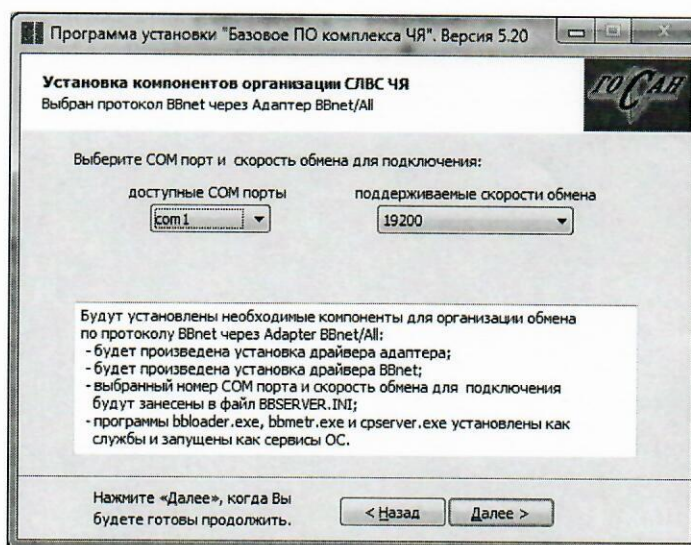 Программа установки "Базовое ПО комплекса ЧЯ". Версия 5.20
Установка компонентов организации СЛВС ЧЯ
Выбран протокол BBnet через Адаптер BBnet/All
ГОСАН
Выберите COM порт и скорость обмена для подключения:
доступные COM порты поддерживаемые скорости обмена
com1 19200
Будут установлены необходимые компоненты для организации обмена
по протоколу BBnet через Adapter BBnet/All:
- будет произведена установка драйвера адаптера;
- будет произведена установка драйвера BBnet;
- выбранный номер COM порта и скорость обмена для подключения
будут занесены в файл BBSERVER.INI;
- программы bbloader.exe, bbmetr.exe и cpserver.exe установлены как
службы и запущены как сервисы ОС.
Нажмите «Далее», когда Вы
будете готовы продолжить.
< Назад Далее >